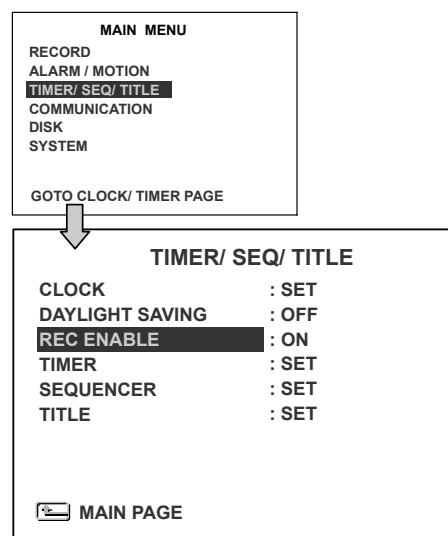 MAIN MENU
RECORD
ALARM / MOTION
TIMER/ SEQ/ TITLE
COMMUNICATION
DISK
SYSTEM
GOTO CLOCK/ TIMER PAGE
TIMER/ SEQ/ TITLE
CLOCK : SET
DAYLIGHT SAVING : OFF
REC ENABLE : ON
TIMER : SET
SEQUENCER : SET
TITLE : SET
MAIN PAGE